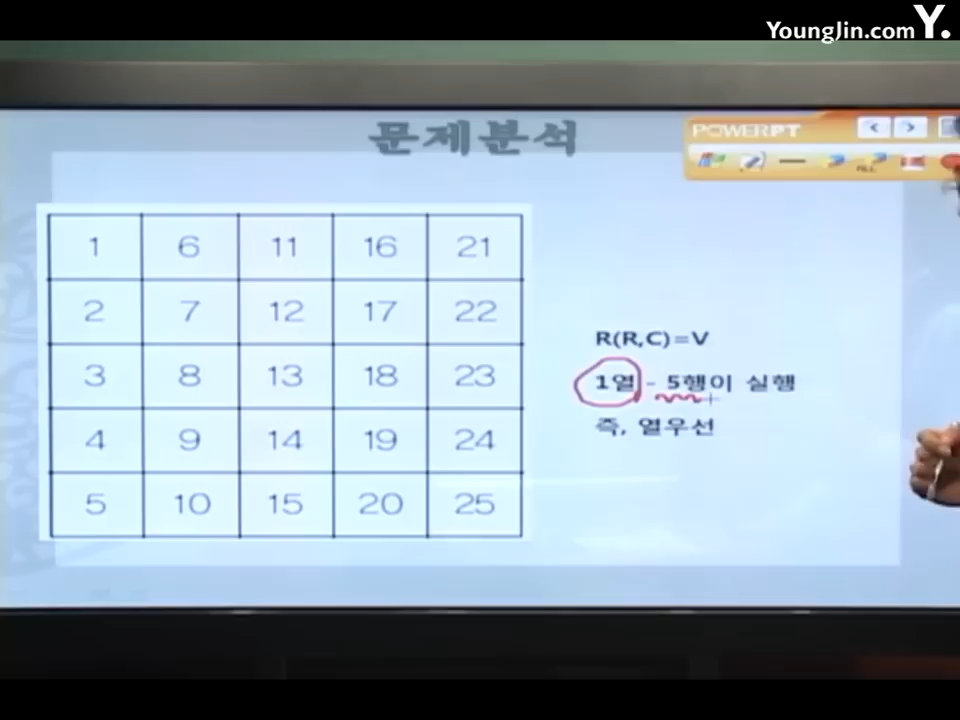 YoungJin.com Y.
문제분석
POWERPT
1 6 11 16 21
2 7 12 17 22
3 8 13 18 23
4 9 14 19 24
5 10 15 20 25
R(R,C)=V
1열 - 5행이 실행
즉, 열우선